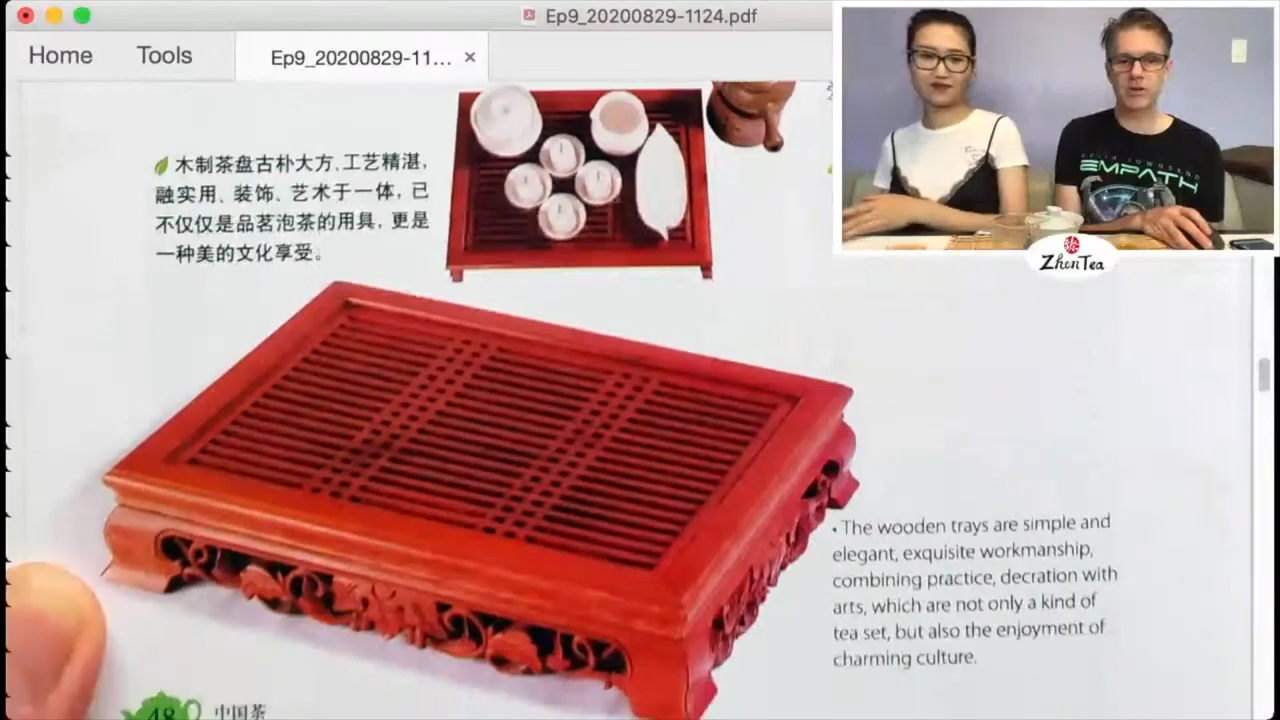 Ep9_20200829-1124.pdf
Home
Tools
Ep9_20200829-11...
木制茶盘古朴大方,工艺精湛,
融实用、装饰、艺术于一体,已
不仅仅是品茗泡茶的用具,更是
一种美的文化享受。
EMPATH
Zhen Tea
• The wooden trays are simple and
elegant, exquisite workmanship,
combining practice, decration with
arts, which are not only a kind of
tea set, but also the enjoyment of
charming culture.
48 中国茶